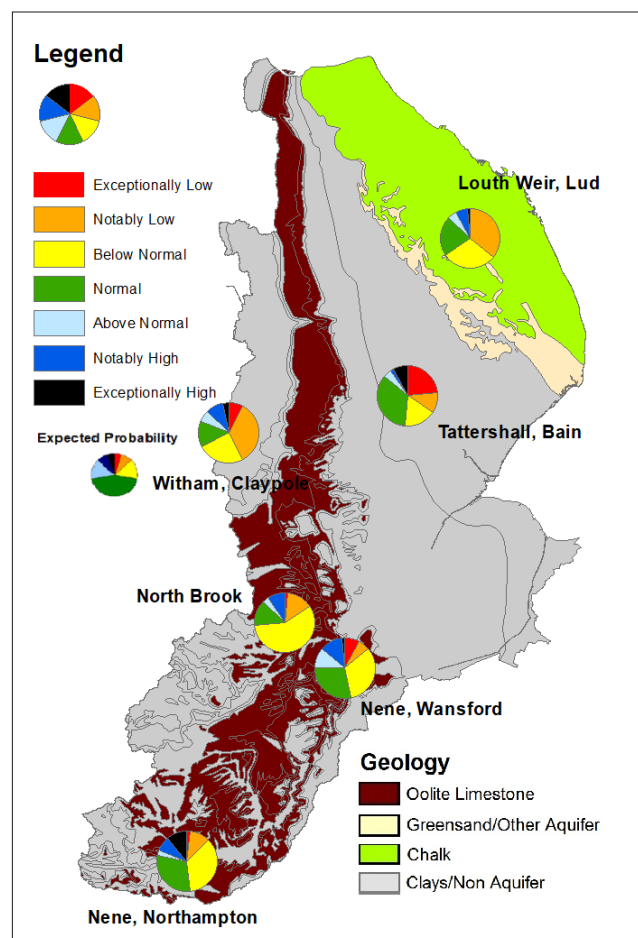 Legend
Exceptionally Low
Notably Low
Below Normal
Normal
Above Normal
Notably High
Exceptionally High
Expected Probability
Louth Weir, Lud
Tattershall, Bain
Witham, Claypole
North Brook
Nene, Wansford
Nene, Northampton
Geology
Oolite Limestone
Greensand/Other Aquifer
Chalk
Clays/Non Aquifer